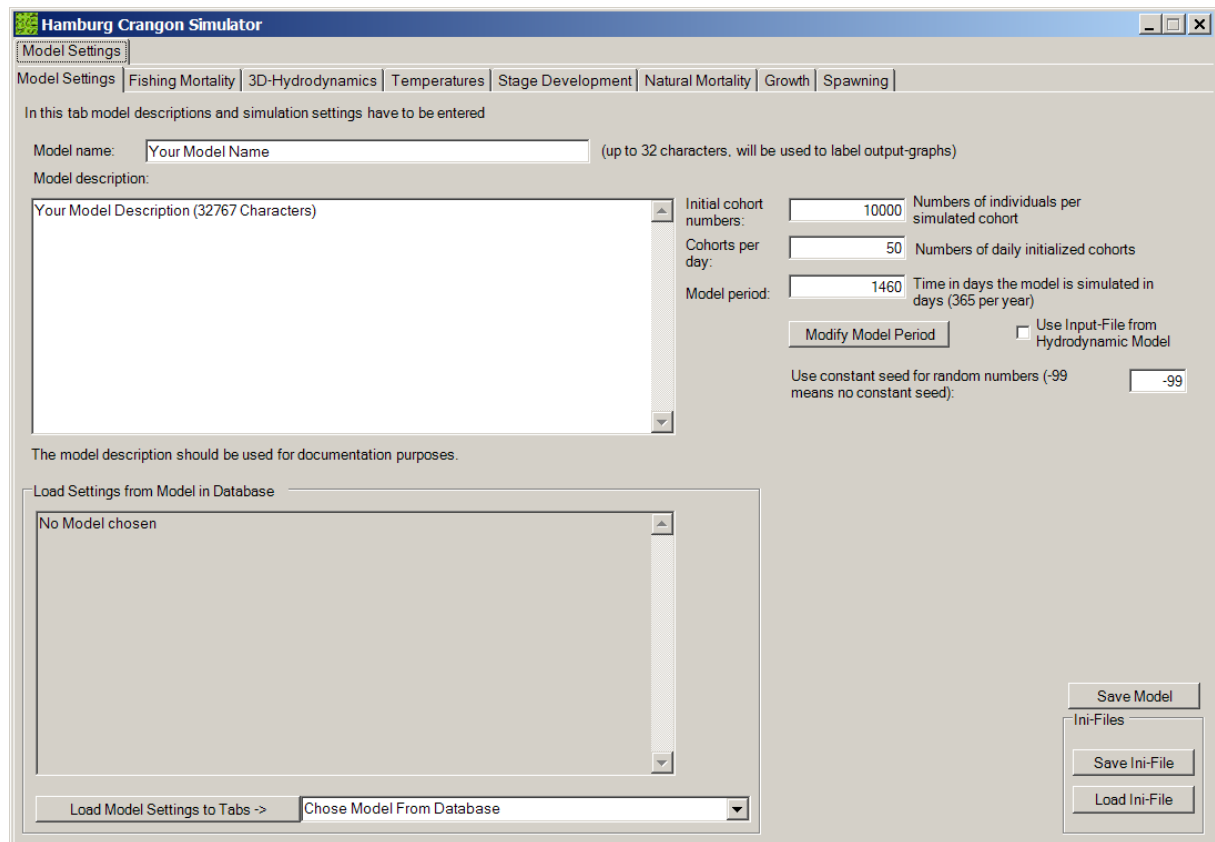 Hamburg Crangon Simulator
Model Settings
Model Settings Fishing Mortality 3D-Hydrodynamics Temperatures Stage Development Natural Mortality Growth Spawning
In this tab model descriptions and simulation settings have to be entered
Model name: Your Model Name (up to 32 characters, will be used to label output-graphs)
Model description:
Your Model Description (32767 Characters)
Initial cohort
numbers:
10000
Numbers of individuals per
simulated cohort
Cohorts per
day:
50
Numbers of daily initialized cohorts
Model period:
1460
Time in days the model is simulated in
days (365 per year)
Modify Model Period
Use Input-File from
Hydrodynamic Model
Use constant seed for random numbers (-99
means no constant seed):
-99
The model description should be used for documentation purposes.
Load Settings from Model in Database
No Model chosen
Load Model Settings to Tabs -> Chose Model From Database
Save Model
Ini-Files
Save Ini-File
Load Ini-File